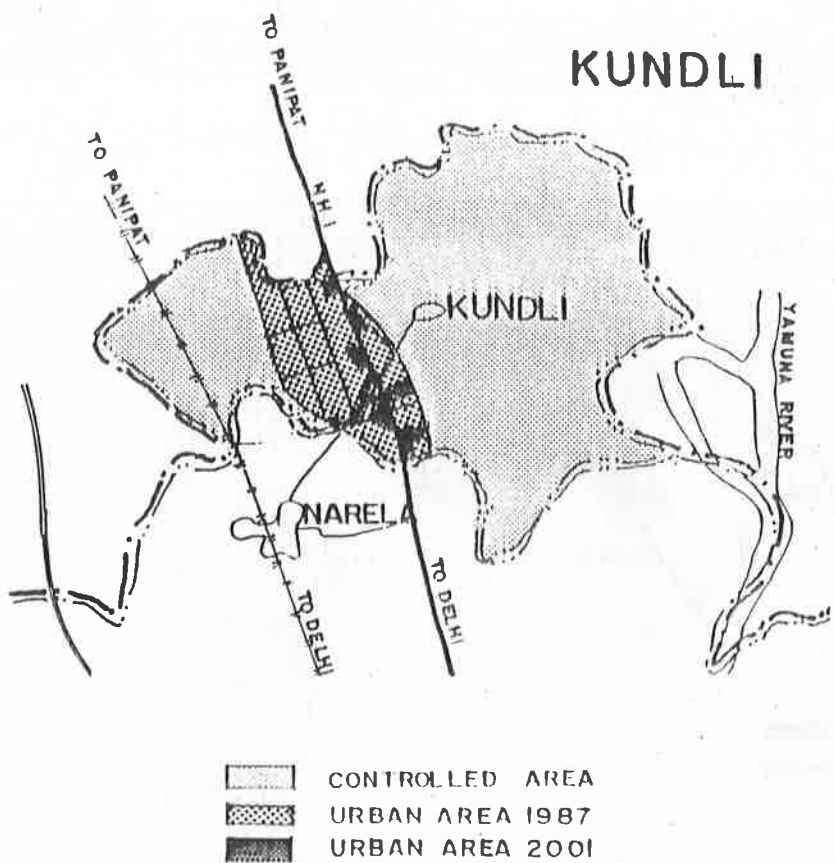 KUNDLI
TO PANIPAT
N.H.1
TO PANIPAT
KUNDLI
YAMUNA RIVER
NARELA
TO DELHI
TO DELHI
CONTROLLED AREA
URBAN AREA 1987
URBAN AREA 2001